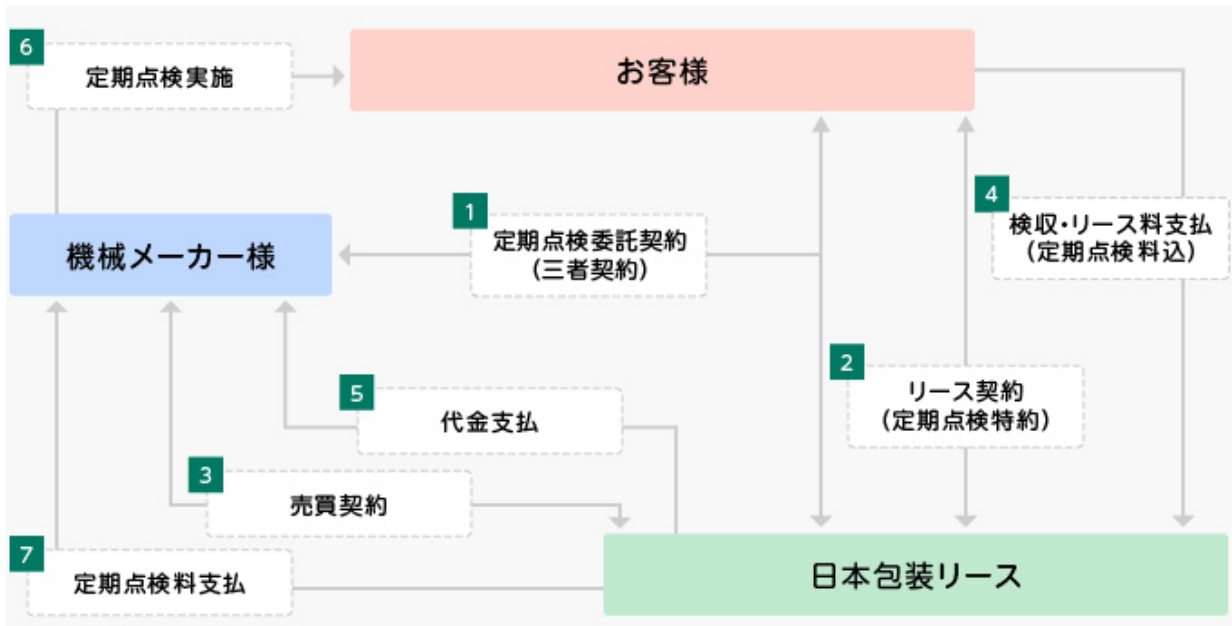 6
定期点検実施
お客様
1
定期点検委託契約
(三者契約)
4
検収・リース料支払
(定期点検料込)
機械メーカー様
2
リース契約
(定期点検特約)
5
代金支払
3
売買契約
7
定期点検料支払
日本包装リース